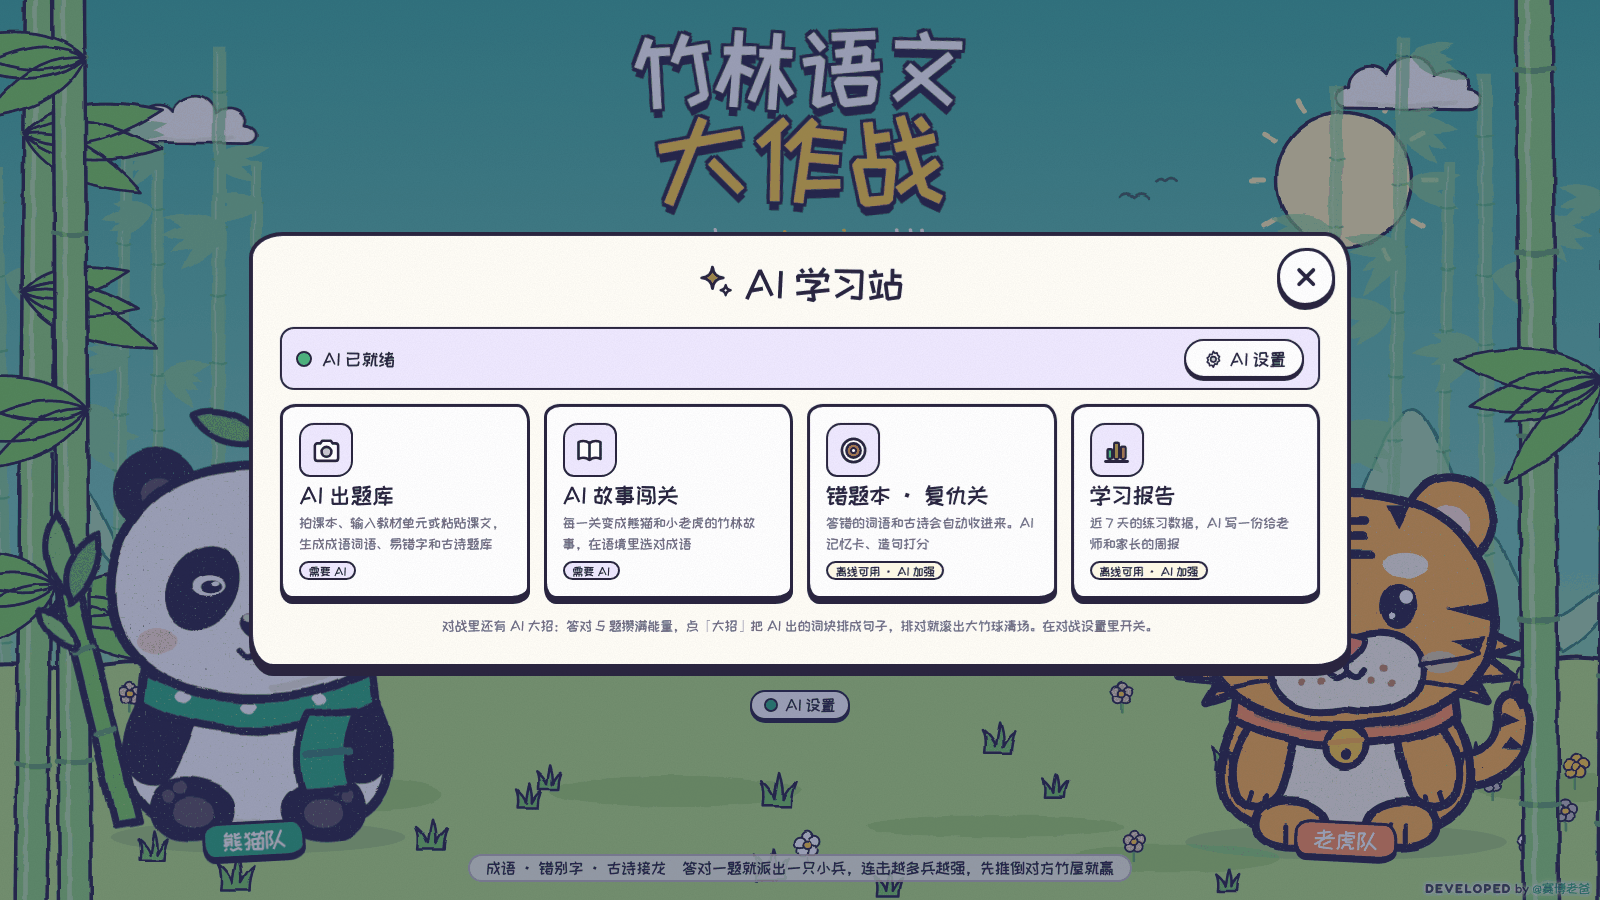 竹林语文
大作战
AI 学习站
AI 已就绪
AI 设置
AI 出题库
拍课本、输入教材单元或粘贴课文，
生成成语词语、易错字和古诗题库
需要 AI
AI 故事闯关
每一关变成熊猫和小老虎的竹林故
事，在语境里选对成语
需要 AI
错题本 · 复仇关
答错的词语和古诗会自动收进来。AI
记忆卡、造句打分
离线可用 · AI 加强
学习报告
近 7 天的练习数据，AI 写一份给老
师和家长的周报
离线可用 · AI 加强
对战里还有 AI 大招：答对 5 题攒满能量，点「大招」把 AI 出的词块排成句子，排对就滚出大竹球清场。在对战设置里开关。
AI 设置
熊猫队
老虎队
成语 · 错别字 · 古诗接龙 答对一题就派出一只小兵，连击越多兵越强，先推倒对方竹屋就赢
DEVELOPED by @赛博老爸